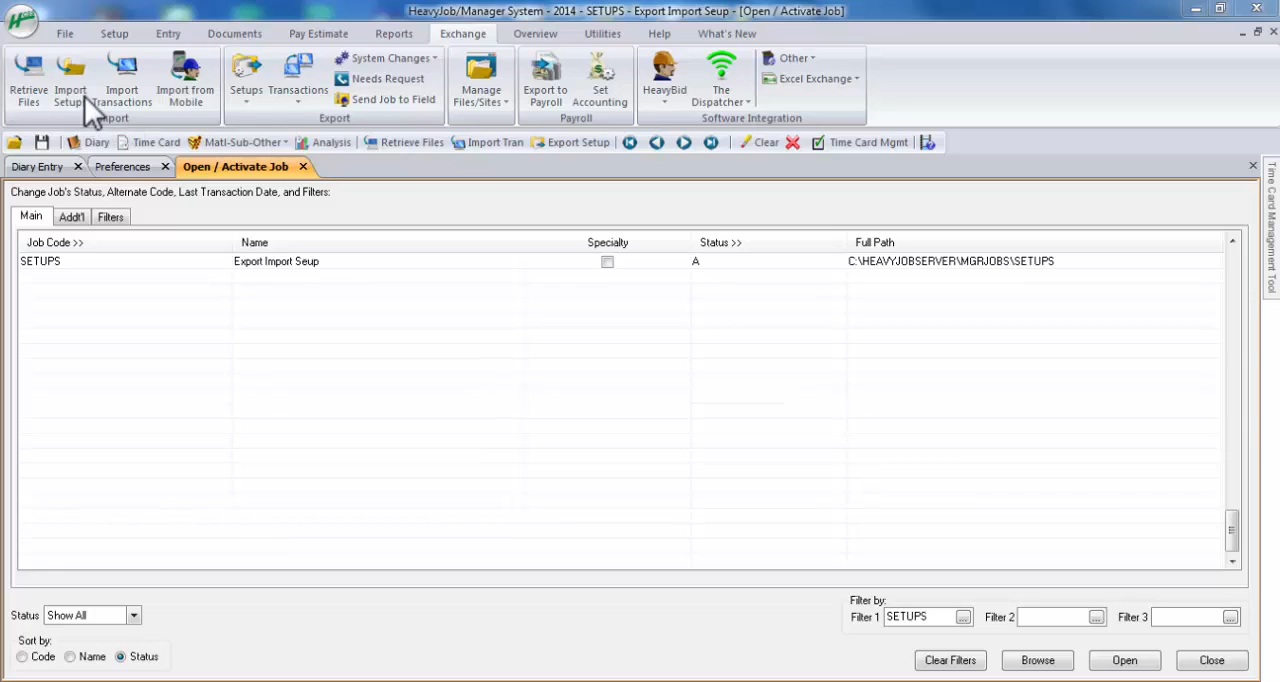 HeavyJob/Manager System - 2014 - SETUPS - Export Import Seup - [Open / Activate Job]
File Setup Entry Documents Pay Estimate Reports Exchange Overview Utilities Help What's New
Retrieve Files
Import Setup
Import Transactions
Import from Mobile
Setups
Transactions
System Changes
Needs Request
Send Job to Field
Export
Manage Files/Sites
Export to Payroll
Set Accounting
Payroll
HeavyBid
The Dispatcher
Other
Excel Exchange
Software Integration
Diary Time Card Matl-Sub-Other Analysis Retrieve Files Import Tran Export Setup Clear Time Card Mgmt
Diary Entry Preferences Open / Activate Job
Time Card Management Tool
Change Job's Status, Alternate Code, Last Transaction Date, and Filters:
Main Addt'l Filters
Job Code >> Name Specialty Status >> Full Path
SETUPS Export Import Seup A C:\HEAVYJOBSERVER\MGRJOBS\SETUPS
Status Show All
Filter by:
Filter 1 SETUPS ... Filter 2 ... Filter 3 ...
Sort by:
Code Name Status
Clear Filters Browse Open Close